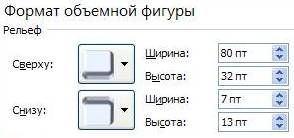 Формат объемной фигуры
Рельеф
Сверху:
Ширина: 80 пт
Высота: 32 пт
Снизу:
Ширина: 7 пт
Высота: 13 пт